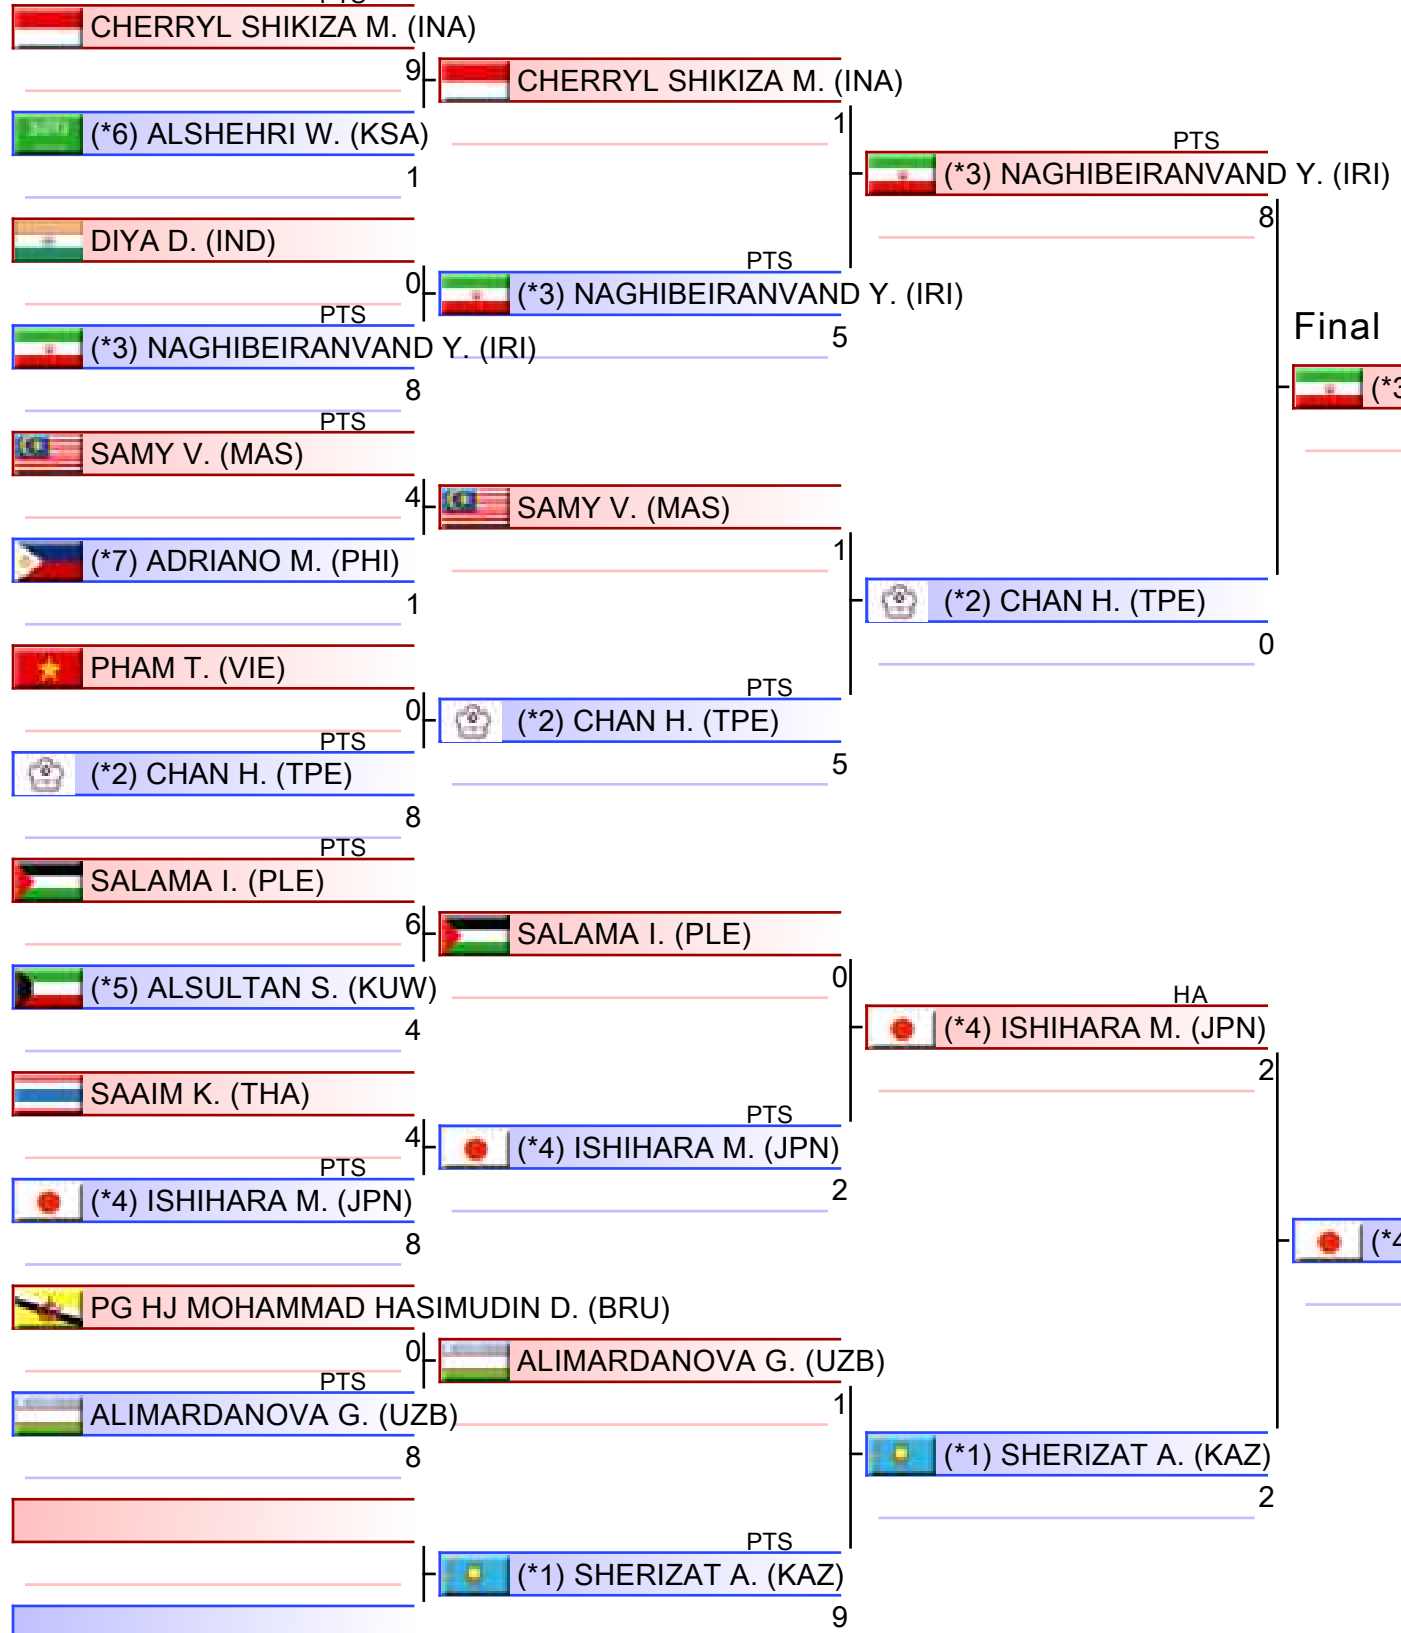 CHERRYL SHIKIZA M. (INA)
9
(*6) ALSHEHRI W. (KSA)
1
DIYA D. (IND)
0
PTS
(*3) NAGHIBEIRANVAND Y. (IRI)
8
PTS
SAMY V. (MAS)
4
(*7) ADRIANO M. (PHI)
1
PHAM T. (VIE)
0
PTS
(*2) CHAN H. (TPE)
8
PTS
SALAMA I. (PLE)
6
(*5) ALSULTAN S. (KUW)
4
SAAIM K. (THA)
4
PTS
(*4) ISHIHARA M. (JPN)
8
PG HJ MOHAMMAD HASIMUDIN D. (BRU)
0
PTS
ALIMARDANOVA G. (UZB)
8
CHERRYL SHIKIZA M. (INA)
1
PTS
(*3) NAGHIBEIRANVAND Y. (IRI)
5
SAMY V. (MAS)
1
PTS
(*2) CHAN H. (TPE)
5
SALAMA I. (PLE)
0
PTS
(*4) ISHIHARA M. (JPN)
2
ALIMARDANOVA G. (UZB)
1
PTS
(*1) SHERIZAT A. (KAZ)
9
PTS
(*3) NAGHIBEIRANVAND Y. (IRI)
8
(*2) CHAN H. (TPE)
0
HA
(*4) ISHIHARA M. (JPN)
2
(*1) SHERIZAT A. (KAZ)
2
Final
(*3
(*4